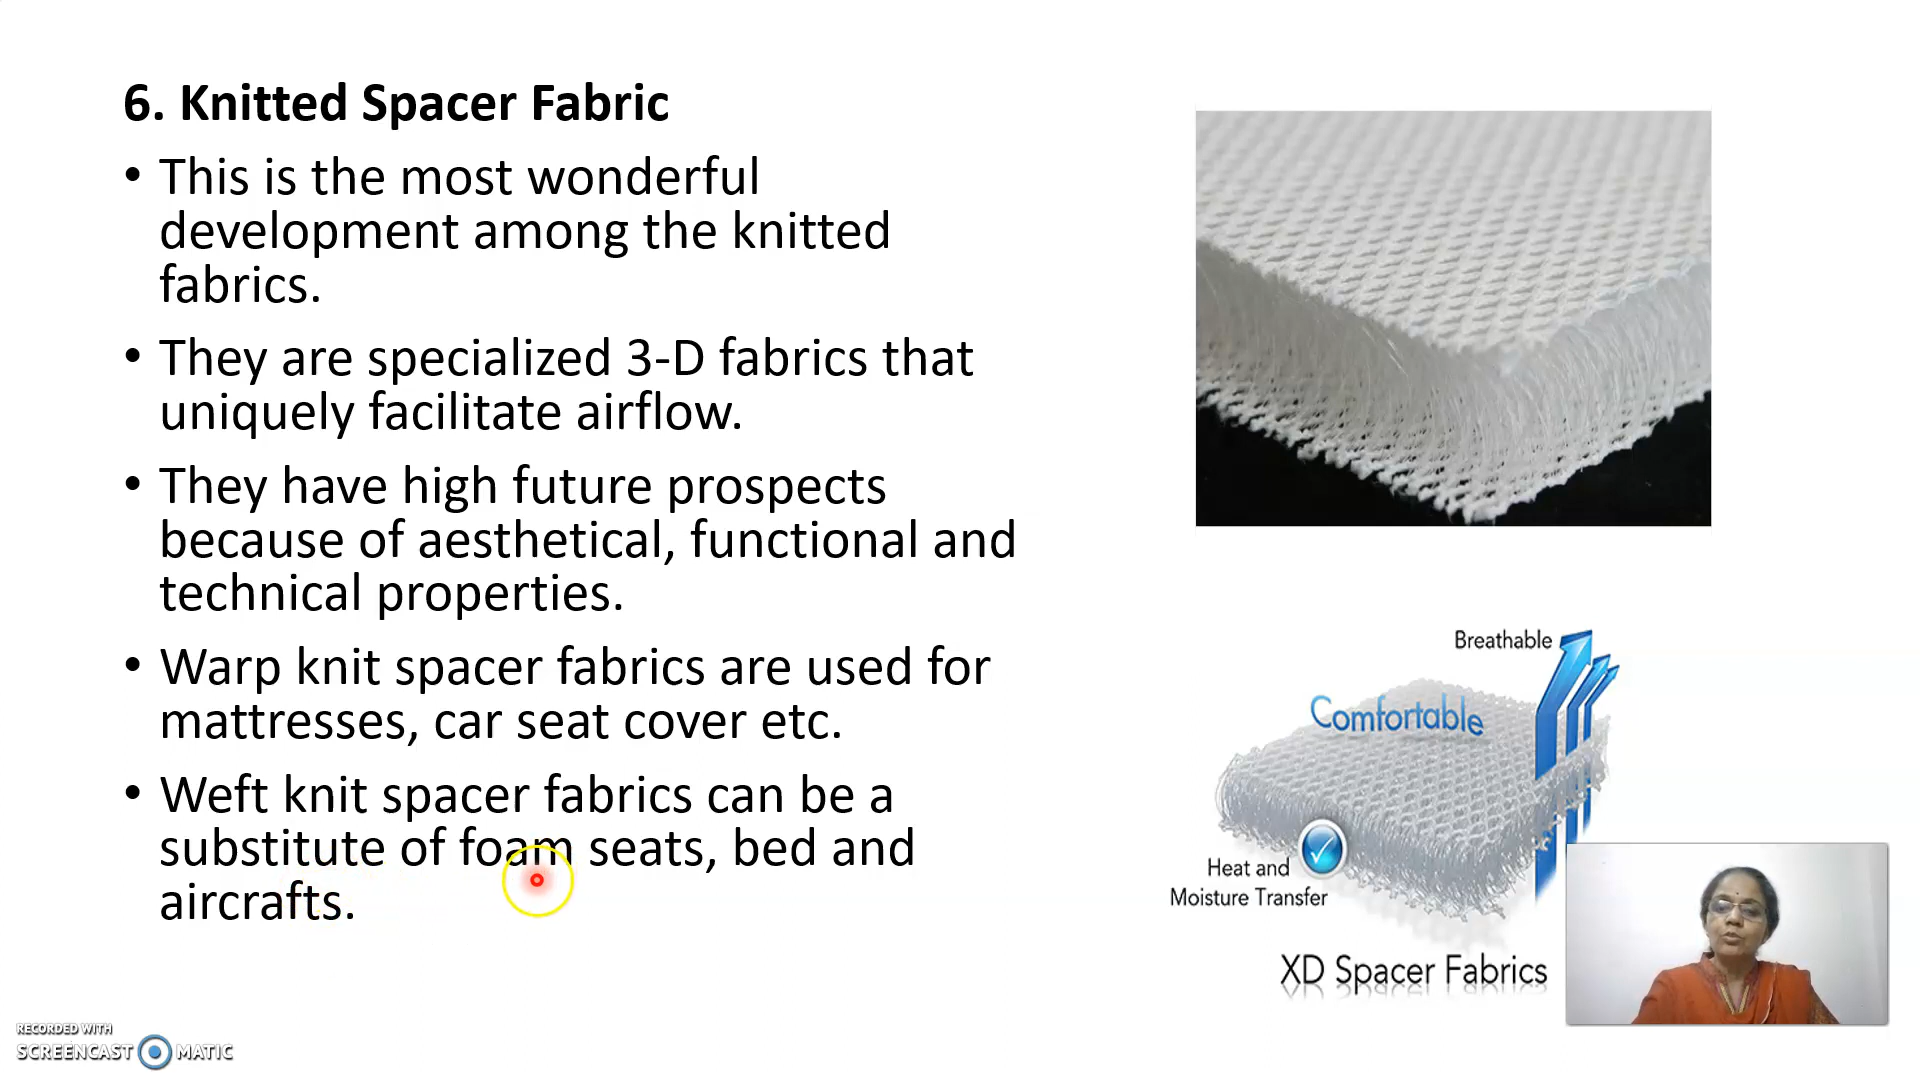 6. Knitted Spacer Fabric
• This is the most wonderful
development among the knitted
fabrics.
• They are specialized 3-D fabrics that
uniquely facilitate airflow.
• They have high future prospects
because of aesthetical, functional and
technical properties.
• Warp knit spacer fabrics are used for
mattresses, car seat cover etc.
• Weft knit spacer fabrics can be a
substitute of foam seats, bed and
aircrafts.
Breathable
Comfortable
Heat and
Moisture Transfer
XD Spacer Fabrics
RECORDED WITH
SCREENCAST MATIC